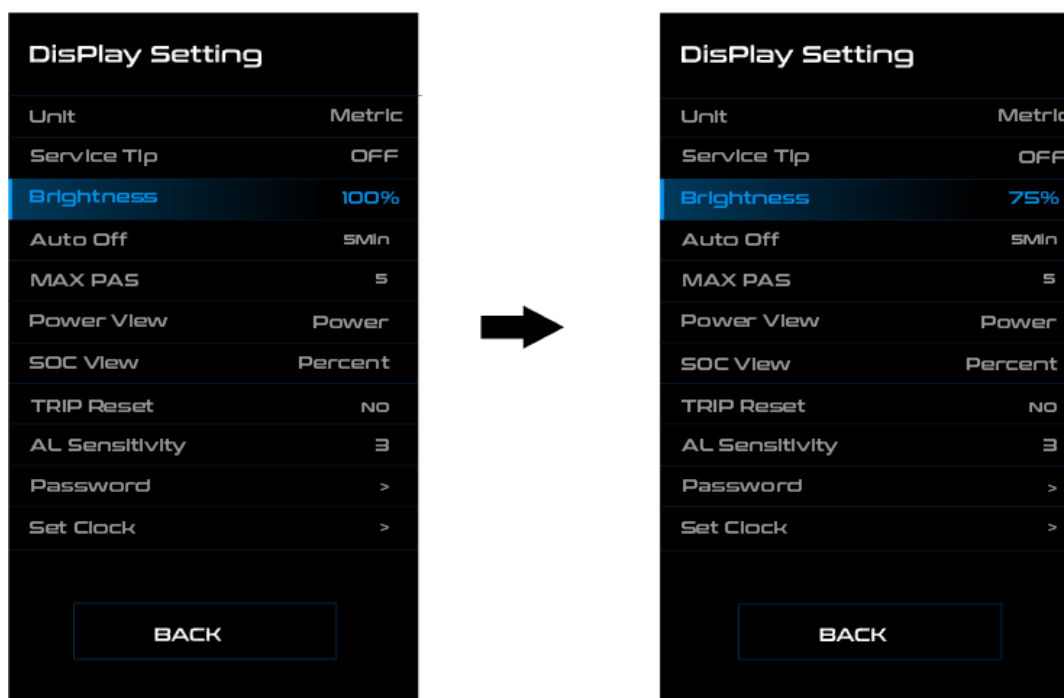 DisPlay Setting
Unit Metric
Service Tip OFF
Brightness 100%
Auto Off 5Min
MAX PAS 5
Power View Power
SOC View Percent
TRIP Reset NO
AL Sensitivity 3
Password >
Set Clock >
BACK
DisPlay Setting
Unit Metric
Service Tip OFF
Brightness 75%
Auto Off 5Min
MAX PAS 5
Power View Power
SOC View Percent
TRIP Reset NO
AL Sensitivity 3
Password >
Set Clock >
BACK